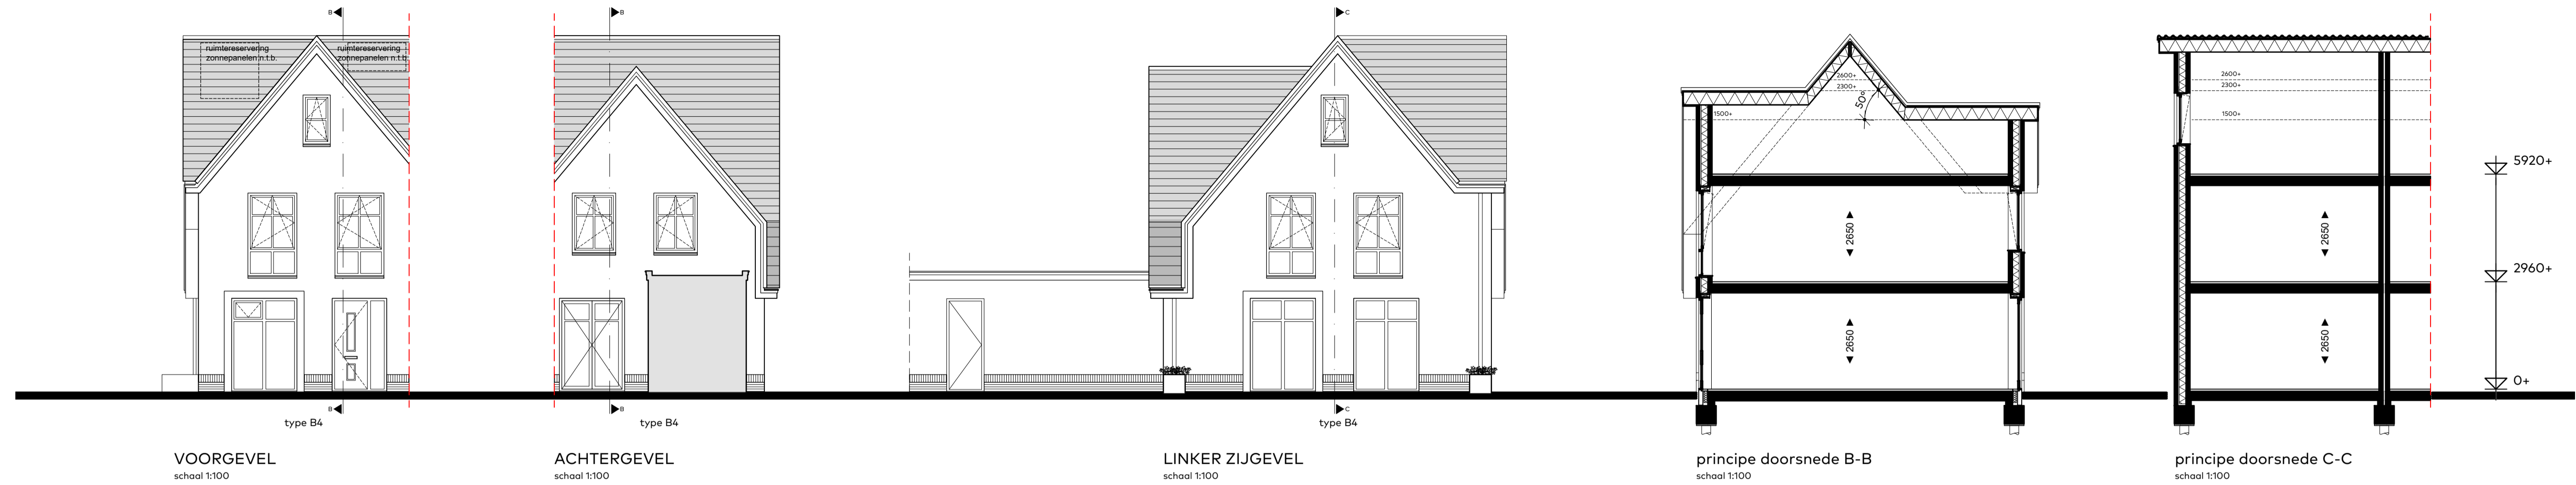 B
B
C
ruimtereservering
zonnepanelen n.t.b.
ruimtereservering
zonnepanelen n.t.b.
2600+
2300+
50°
1500+
2600+
2300+
1500+
5920+
2650
2650
2960+
2650
2650
0+
B
B
C
type B4
type B4
type B4
VOORGEVEL
schaal 1:100
ACHTERGEVEL
schaal 1:100
LINKER ZIJGEVEL
schaal 1:100
principe doorsnede B-B
schaal 1:100
principe doorsnede C-C
schaal 1:100